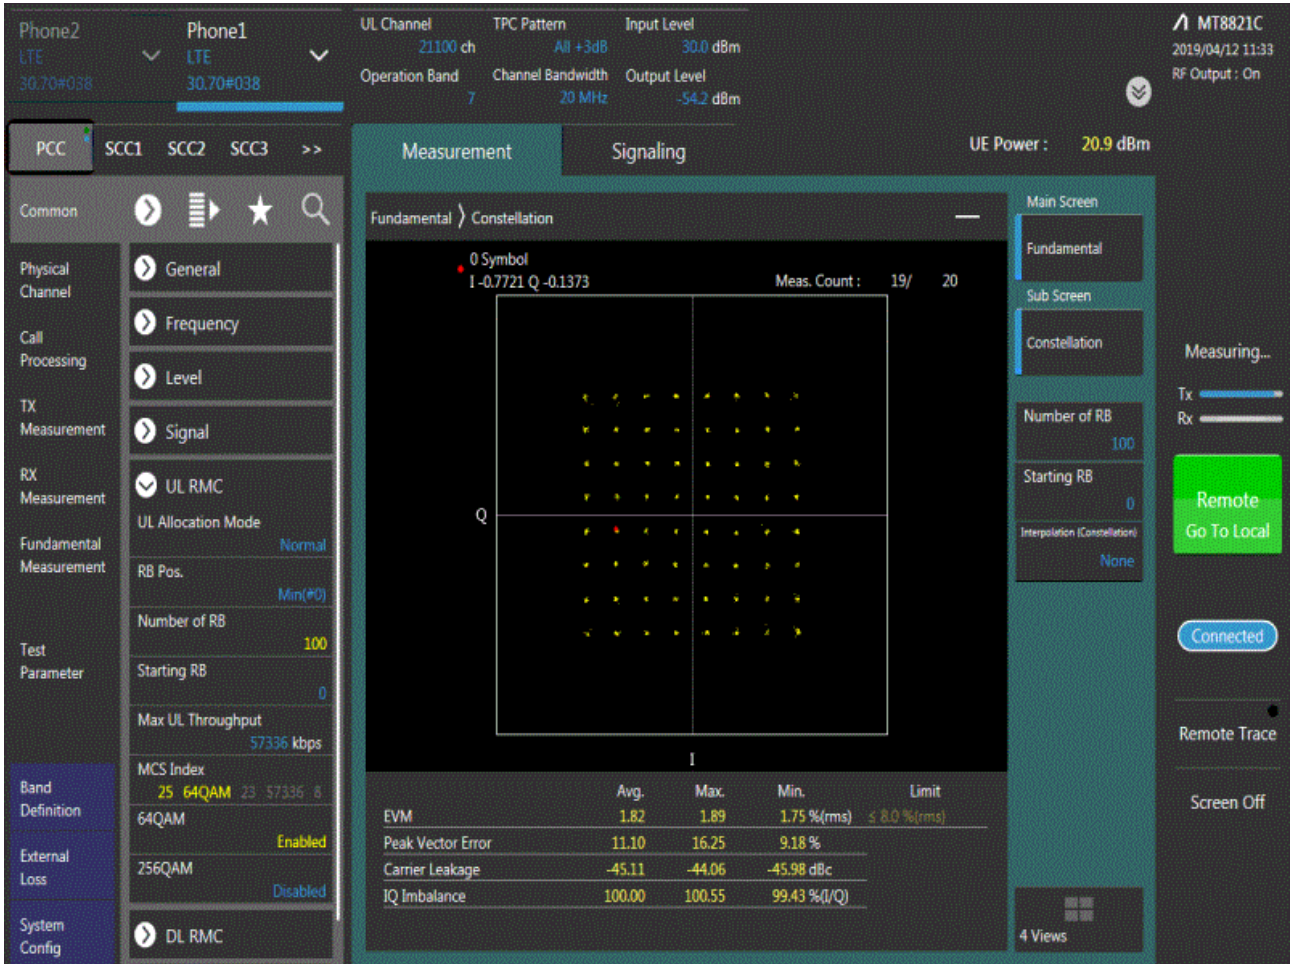 Phone2
LTE
30.70#038
Phone1
LTE
30.70#038
UL Channel
21100 ch
TPC Pattern
All +3dB
Input Level
30.0 dBm
Operation Band
7
Channel Bandwidth
20 MHz
Output Level
-54.2 dBm
MT8821C
2019/04/12 11:33
RF Output : On
PCC SCC1 SCC2 SCC3 >>
Measurement
Signaling
UE Power : 20.9 dBm
Common
Physical
Channel
Call
Processing
TX
Measurement
RX
Measurement
Fundamental
Measurement
Test
Parameter
Band
Definition
External
Loss
System
Config
General
Frequency
Level
Signal
UL RMC
UL Allocation Mode
Normal
RB Pos.
Min(#0)
Number of RB
100
Starting RB
0
Max UL Throughput
57336 kbps
MCS Index
25 64QAM 23 57336 8
64QAM
Enabled
256QAM
Disabled
DL RMC
Fundamental 〉 Constellation
0 Symbol
I -0.7721 Q -0.1373
Meas. Count : 19/ 20
Q
I
Avg. Max. Min. Limit
EVM 1.82 1.89 1.75 %(rms) ≤ 8.0 %(rms)
Peak Vector Error 11.10 16.25 9.18 %
Carrier Leakage -45.11 -44.06 -45.98 dBc
IQ Imbalance 100.00 100.55 99.43 %(I/Q)
Main Screen
Fundamental
Sub Screen
Constellation
Number of RB
100
Starting RB
0
Interpolation (Constellation)
None
4 Views
Measuring...
Tx
Rx
Remote
Go To Local
Connected
Remote Trace
Screen Off